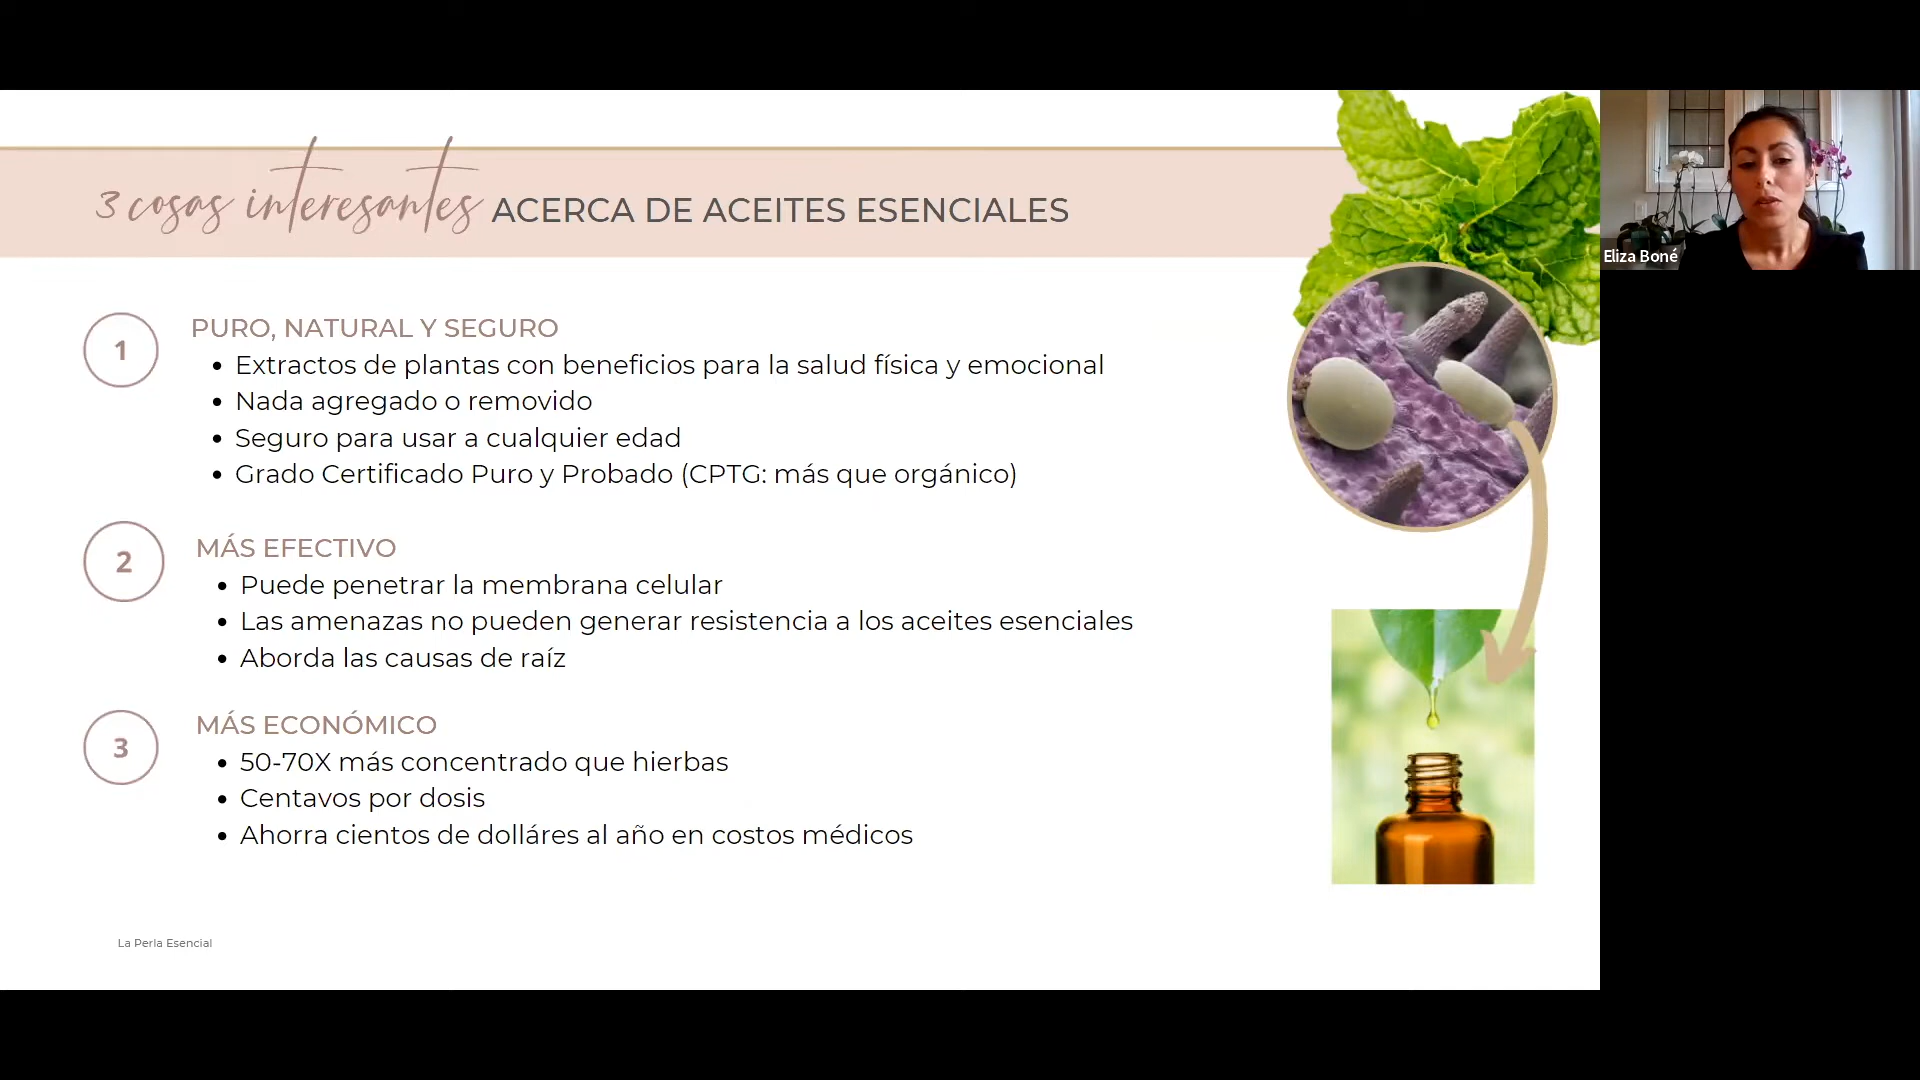 3 cosas interesantes ACERCA DE ACEITES ESENCIALES
Eliza Boné
1 PURO, NATURAL Y SEGURO
• Extractos de plantas con beneficios para la salud física y emocional
• Nada agregado o removido
• Seguro para usar a cualquier edad
• Grado Certificado Puro y Probado (CPTG: más que orgánico)
2 MÁS EFECTIVO
• Puede penetrar la membrana celular
• Las amenazas no pueden generar resistencia a los aceites esenciales
• Aborda las causas de raíz
3 MÁS ECONÓMICO
• 50-70X más concentrado que hierbas
• Centavos por dosis
• Ahorra cientos de dolláres al año en costos médicos
La Perla Esencial